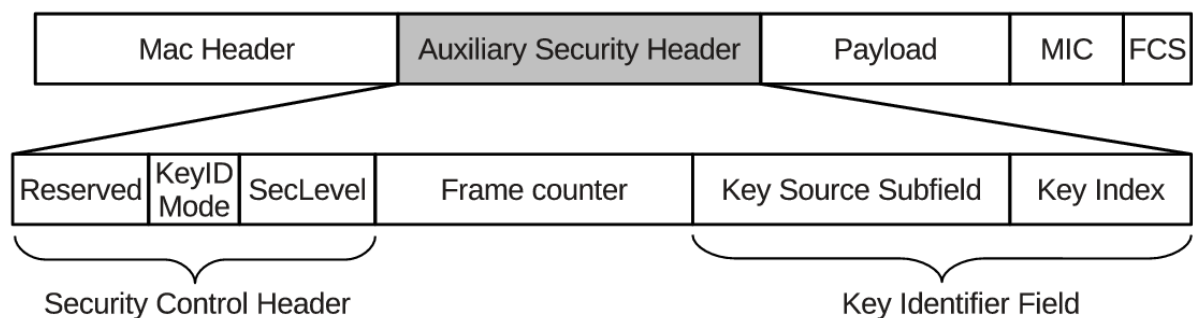 Mac Header Auxiliary Security Header Payload MIC FCS
Reserved KeyID Mode SecLevel Frame counter Key Source Subfield Key Index
Security Control Header Key Identifier Field